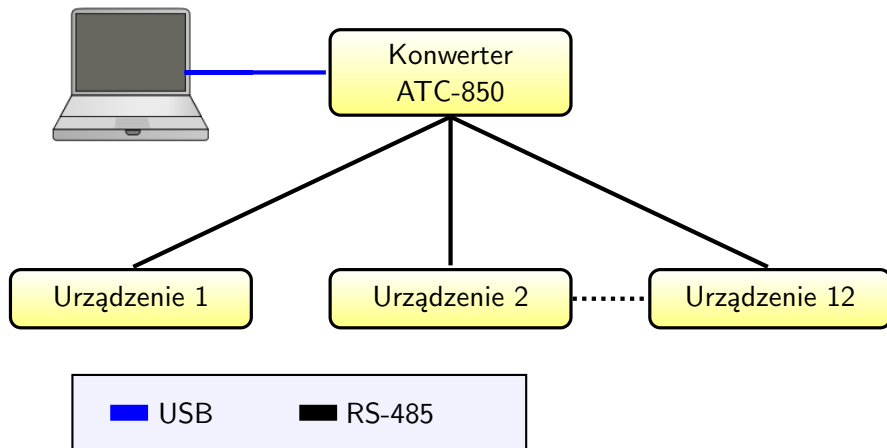 Konwerter
ATC-850
Urządzenie 1
Urządzenie 2
Urządzenie 12
USB
RS-485